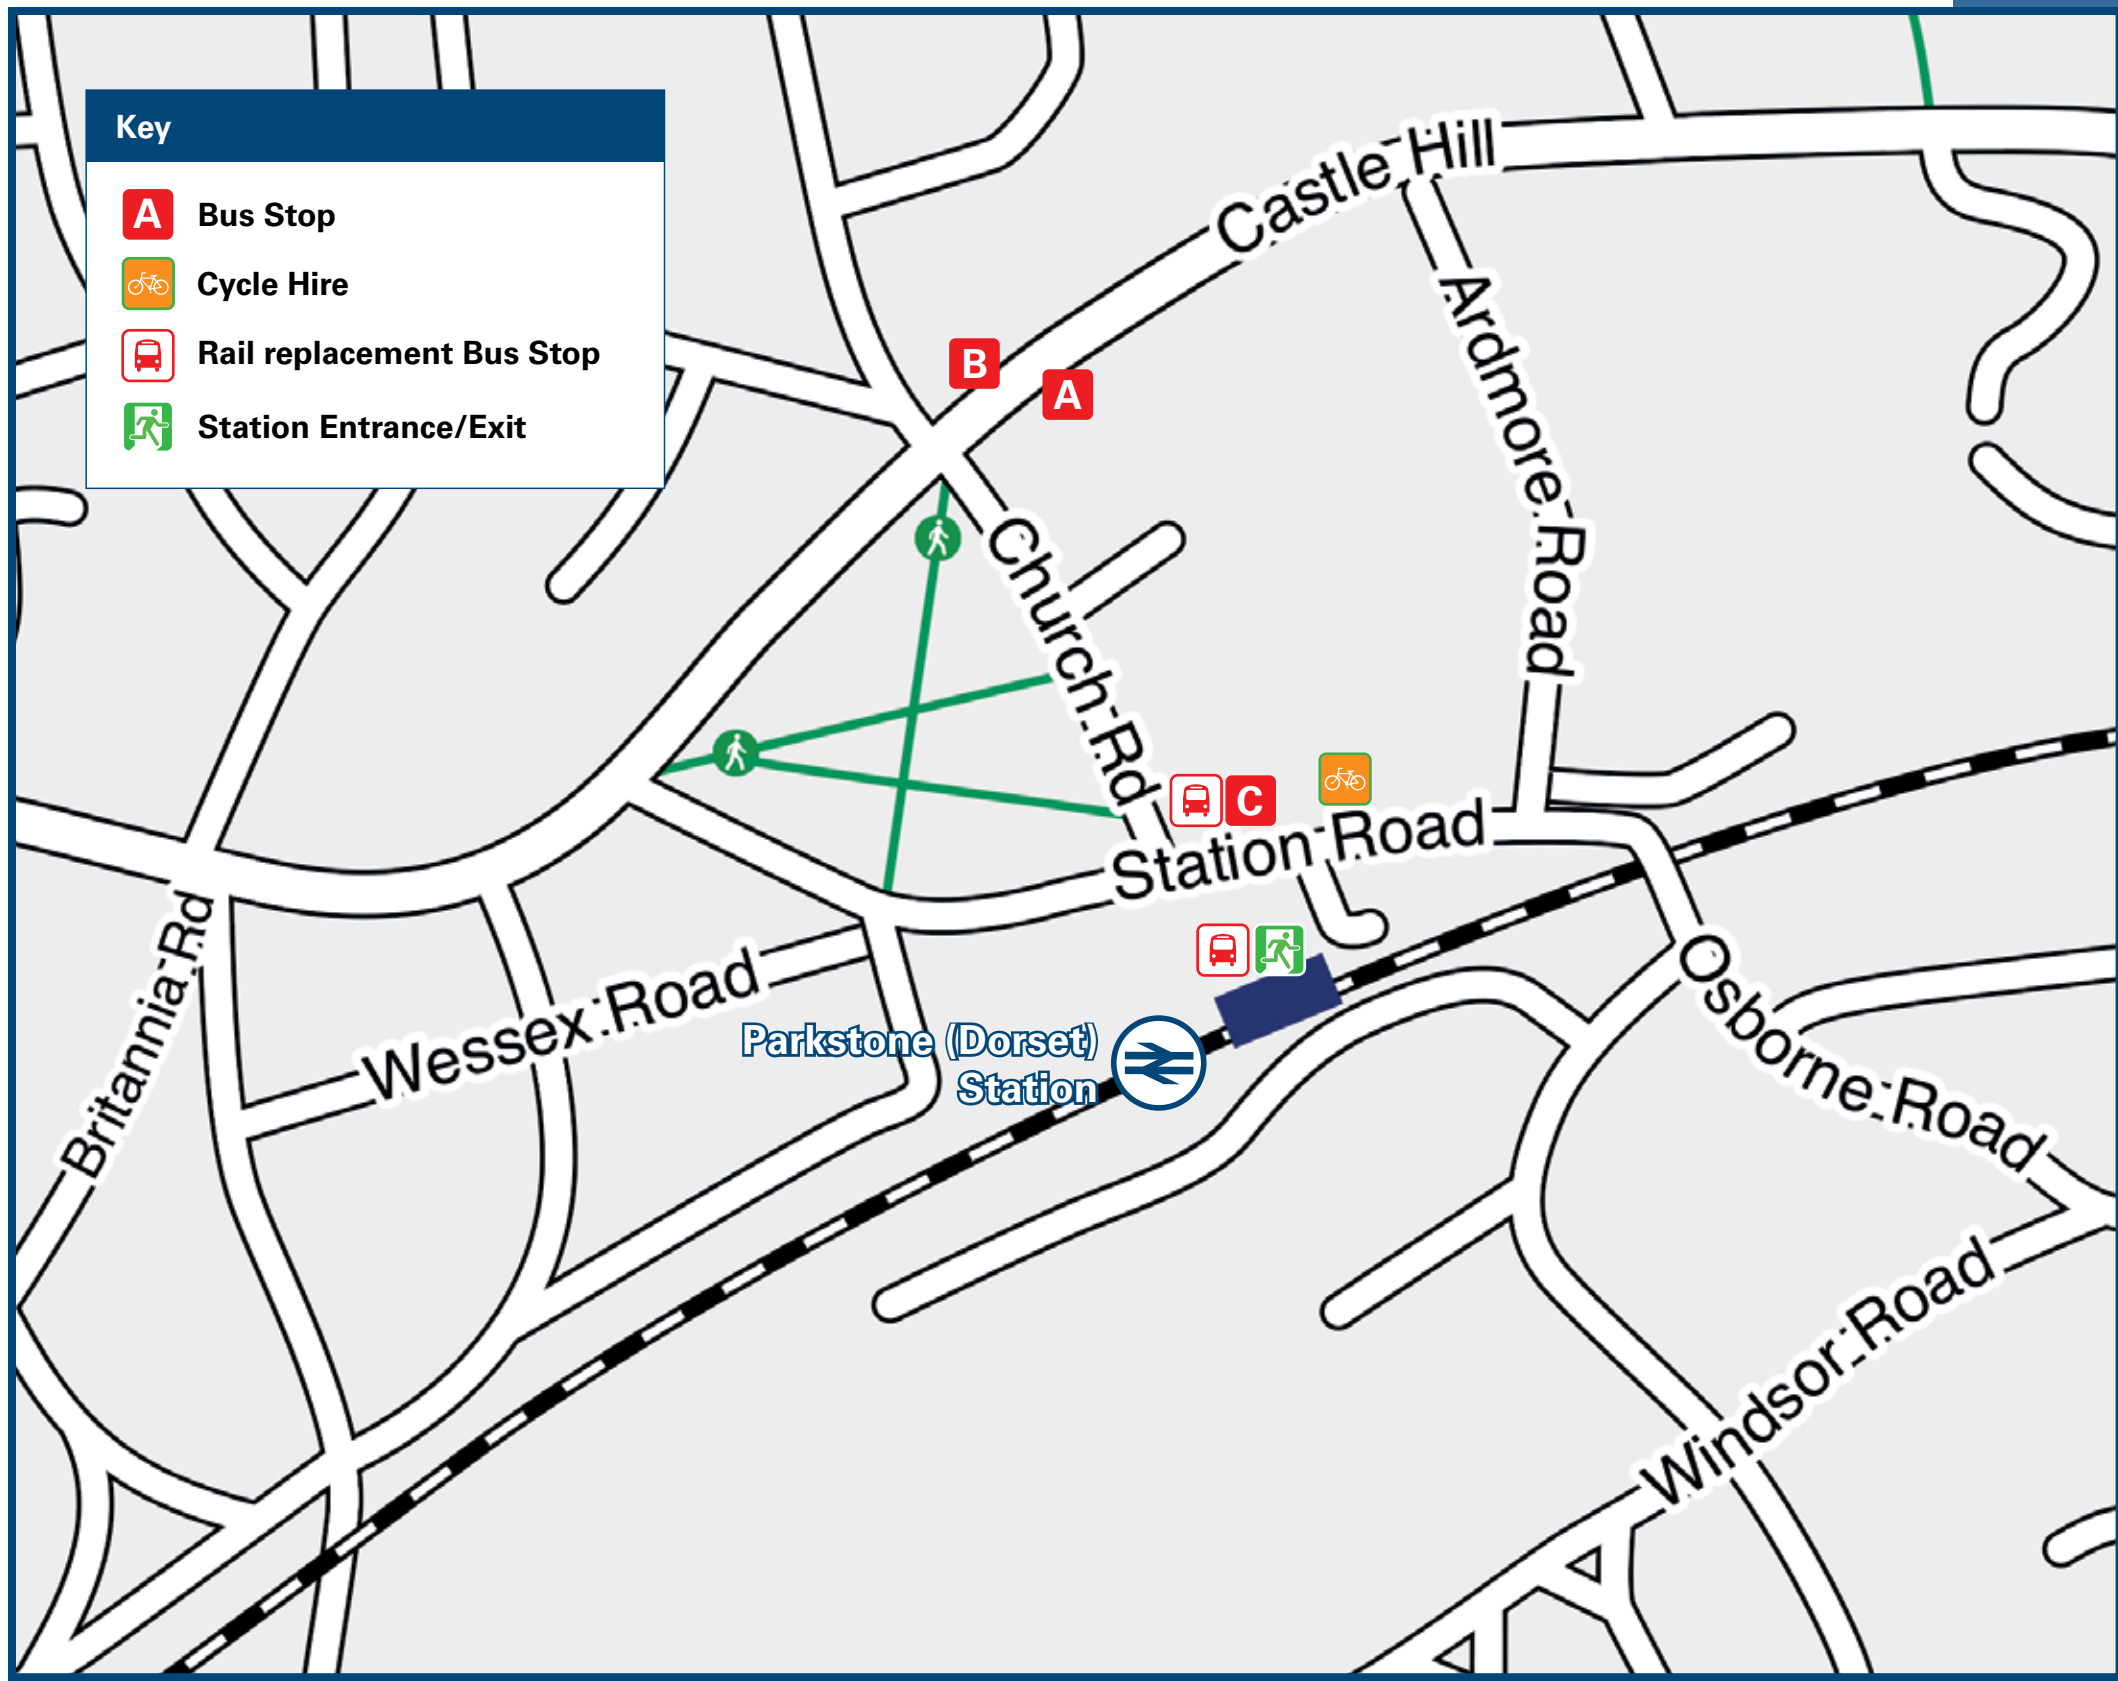 Key
A Bus Stop
Cycle Hire
Rail replacement Bus Stop
Station Entrance/Exit
Castle Hill
Ardmore Road
B
A
Church Rd
C
Station Road
Britannia Rd
Wessex Road
Parkstone (Dorset)
Station
Osborne Road
Windsor Road